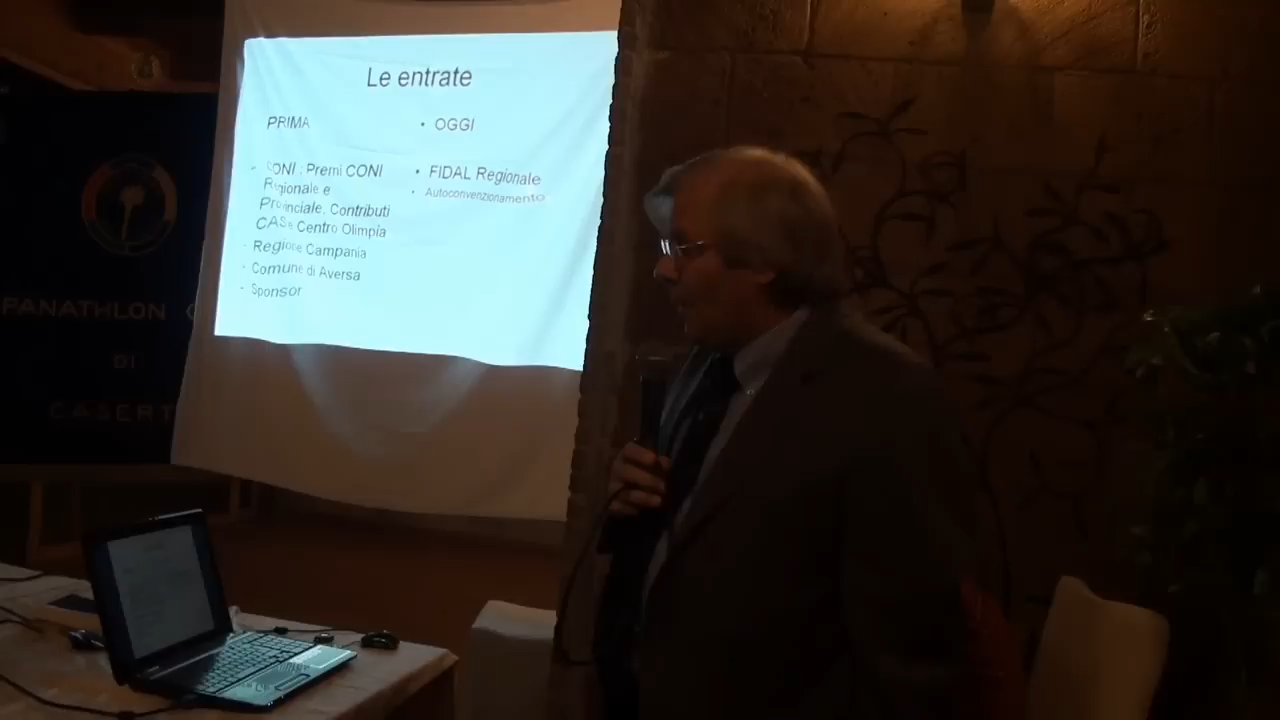 Le entrate
PRIMA
• OGGI
- CONI : Premi CONI
Regionale e
Provinciale, Contributi
CAS e Centro Olimpia
- Regione Campania
- Comune di Aversa
- Sponsor
• FIDAL Regionale
• Autoconvenzionamento
PANATHLON
DI
CASERT